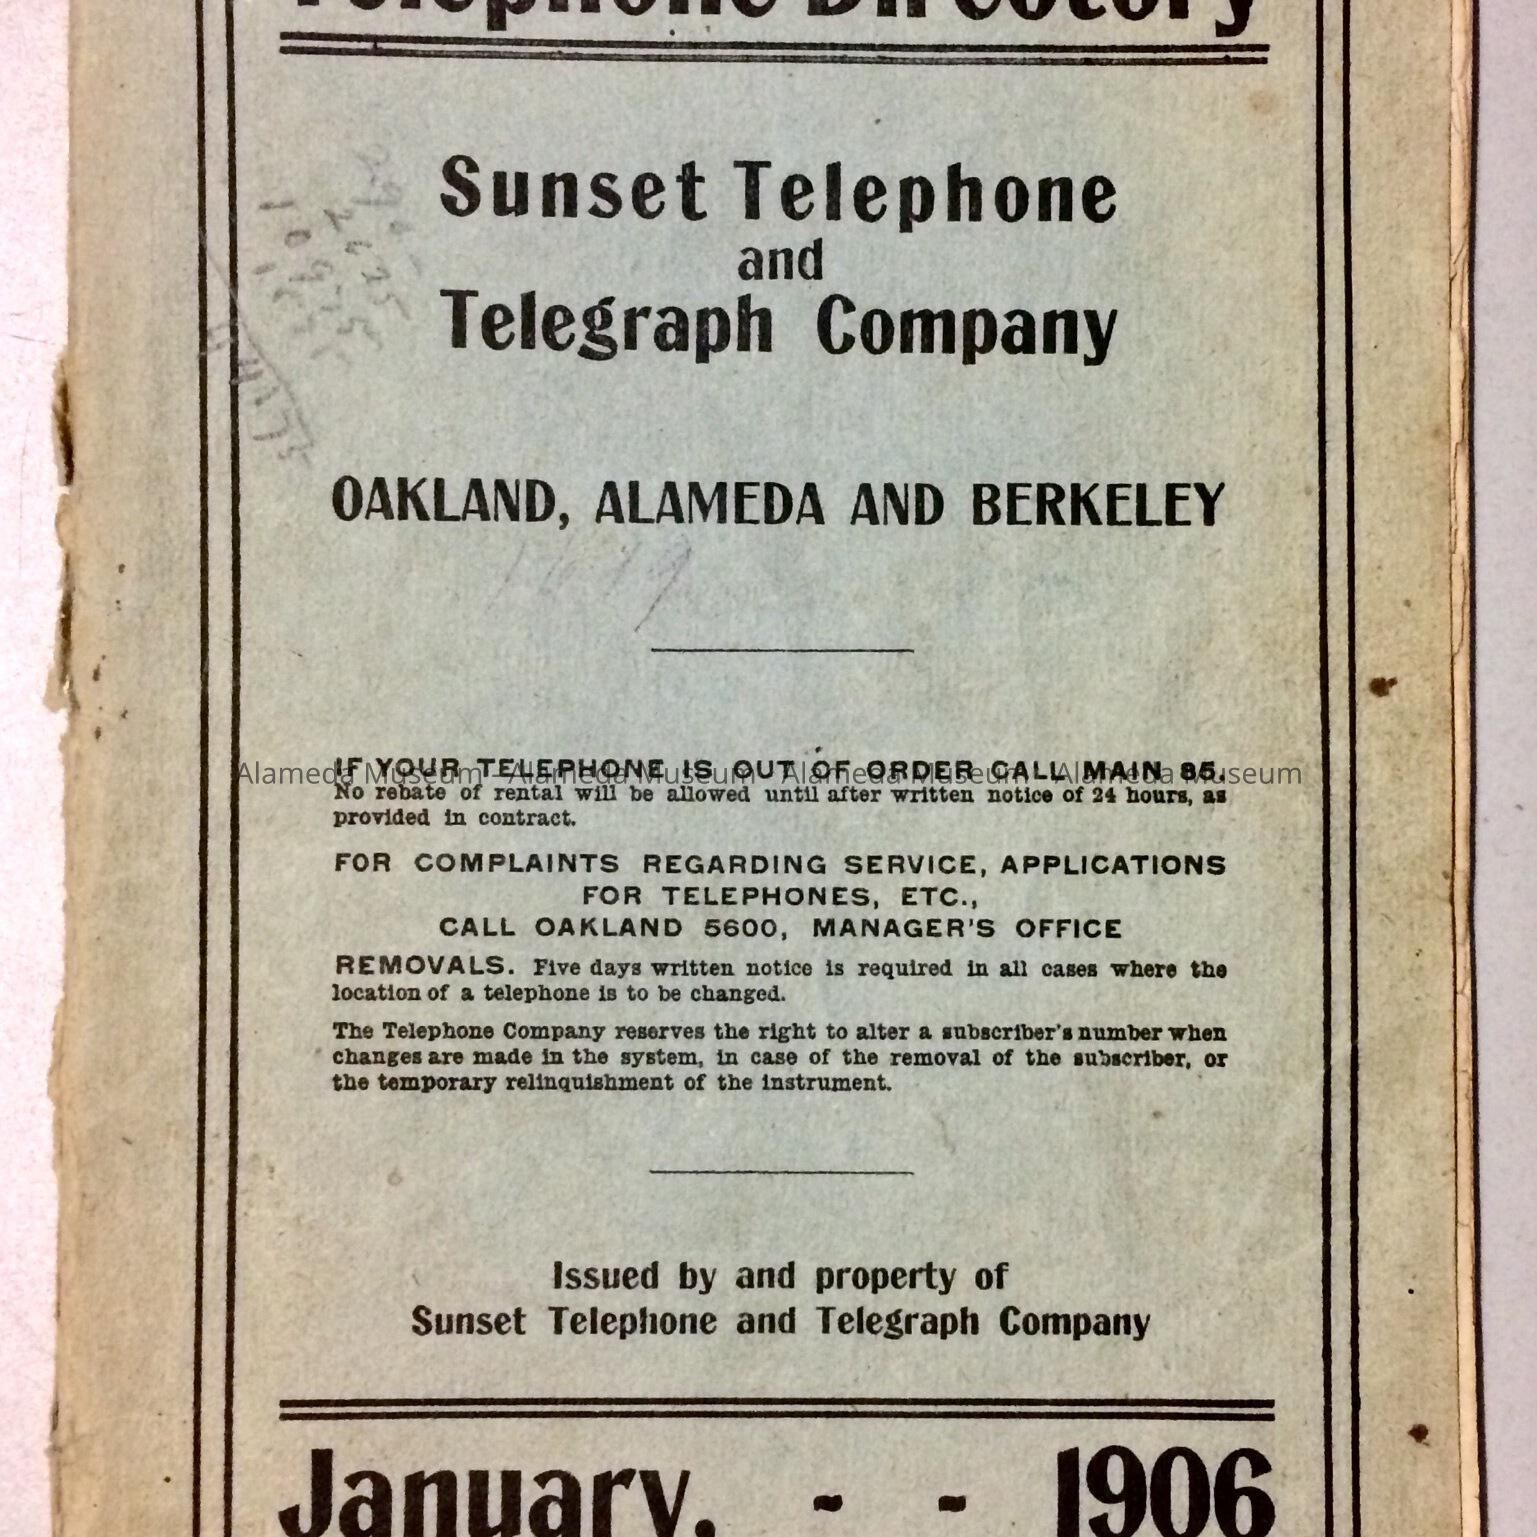 Telephone Directory
Sunset Telephone
and
Telegraph Company
OAKLAND, ALAMEDA AND BERKELEY
IF YOUR TELEPHONE IS OUT OF ORDER CALL MAIN 85.
Alameda Museum - Alameda Museum - Alameda Museum - Alameda Museum
No rebate of rental will be allowed until after written notice of 24 hours, as
provided in contract.
FOR COMPLAINTS REGARDING SERVICE, APPLICATIONS
FOR TELEPHONES, ETC.,
CALL OAKLAND 5600, MANAGER'S OFFICE
REMOVALS. Five days written notice is required in all cases where the
location of a telephone is to be changed.
The Telephone Company reserves the right to alter a subscriber's number when
changes are made in the system, in case of the removal of the subscriber, or
the temporary relinquishment of the instrument.
Issued by and property of
Sunset Telephone and Telegraph Company
January, - - 1906